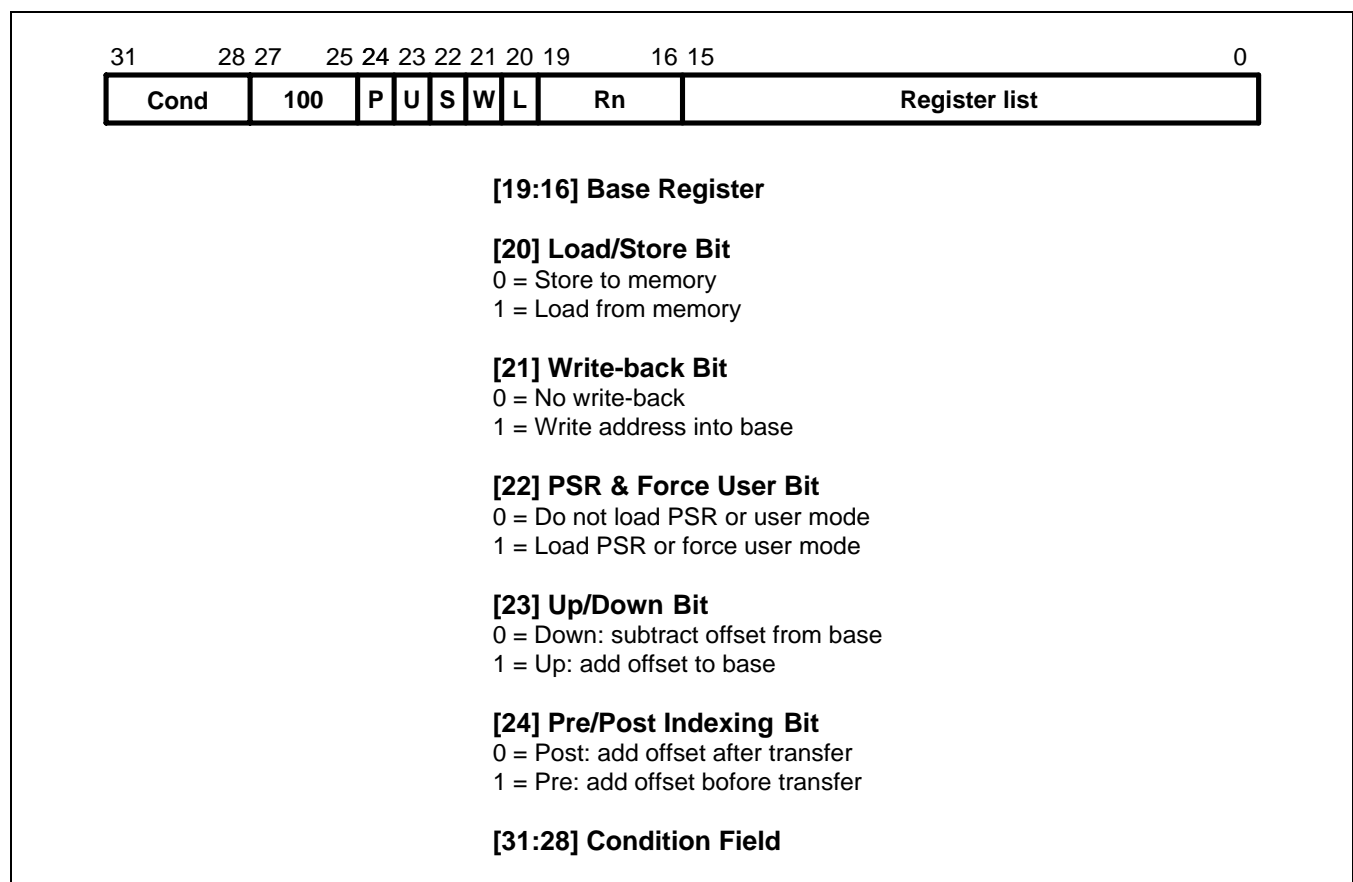 31 28 27 25 24 23 22 21 20 19 16 15 0
Cond 100 P U S W L Rn Register list
[19:16] Base Register
[20] Load/Store Bit
0 = Store to memory
1 = Load from memory
[21] Write-back Bit
0 = No write-back
1 = Write address into base
[22] PSR & Force User Bit
0 = Do not load PSR or user mode
1 = Load PSR or force user mode
[23] Up/Down Bit
0 = Down: subtract offset from base
1 = Up: add offset to base
[24] Pre/Post Indexing Bit
0 = Post: add offset after transfer
1 = Pre: add offset bofore transfer
[31:28] Condition Field